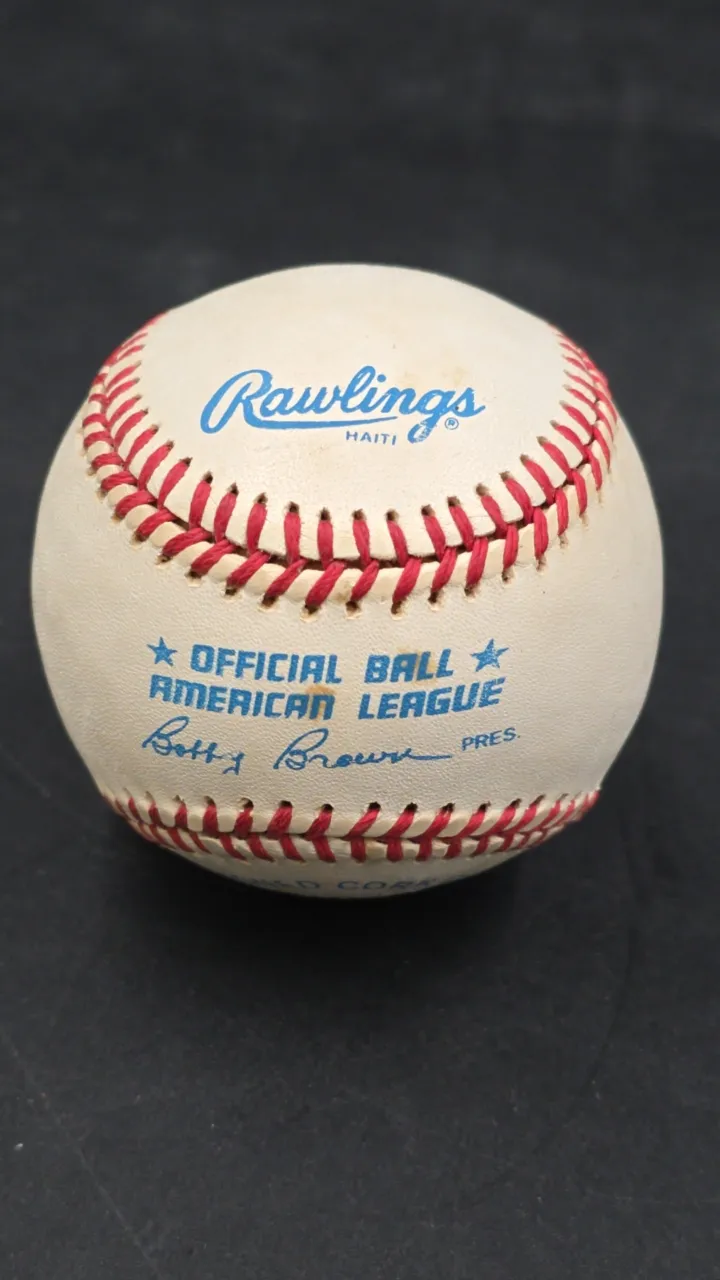 Rawlings ®
HAITI
★ OFFICIAL BALL ★
AMERICAN LEAGUE
Bobby Brown PRES.